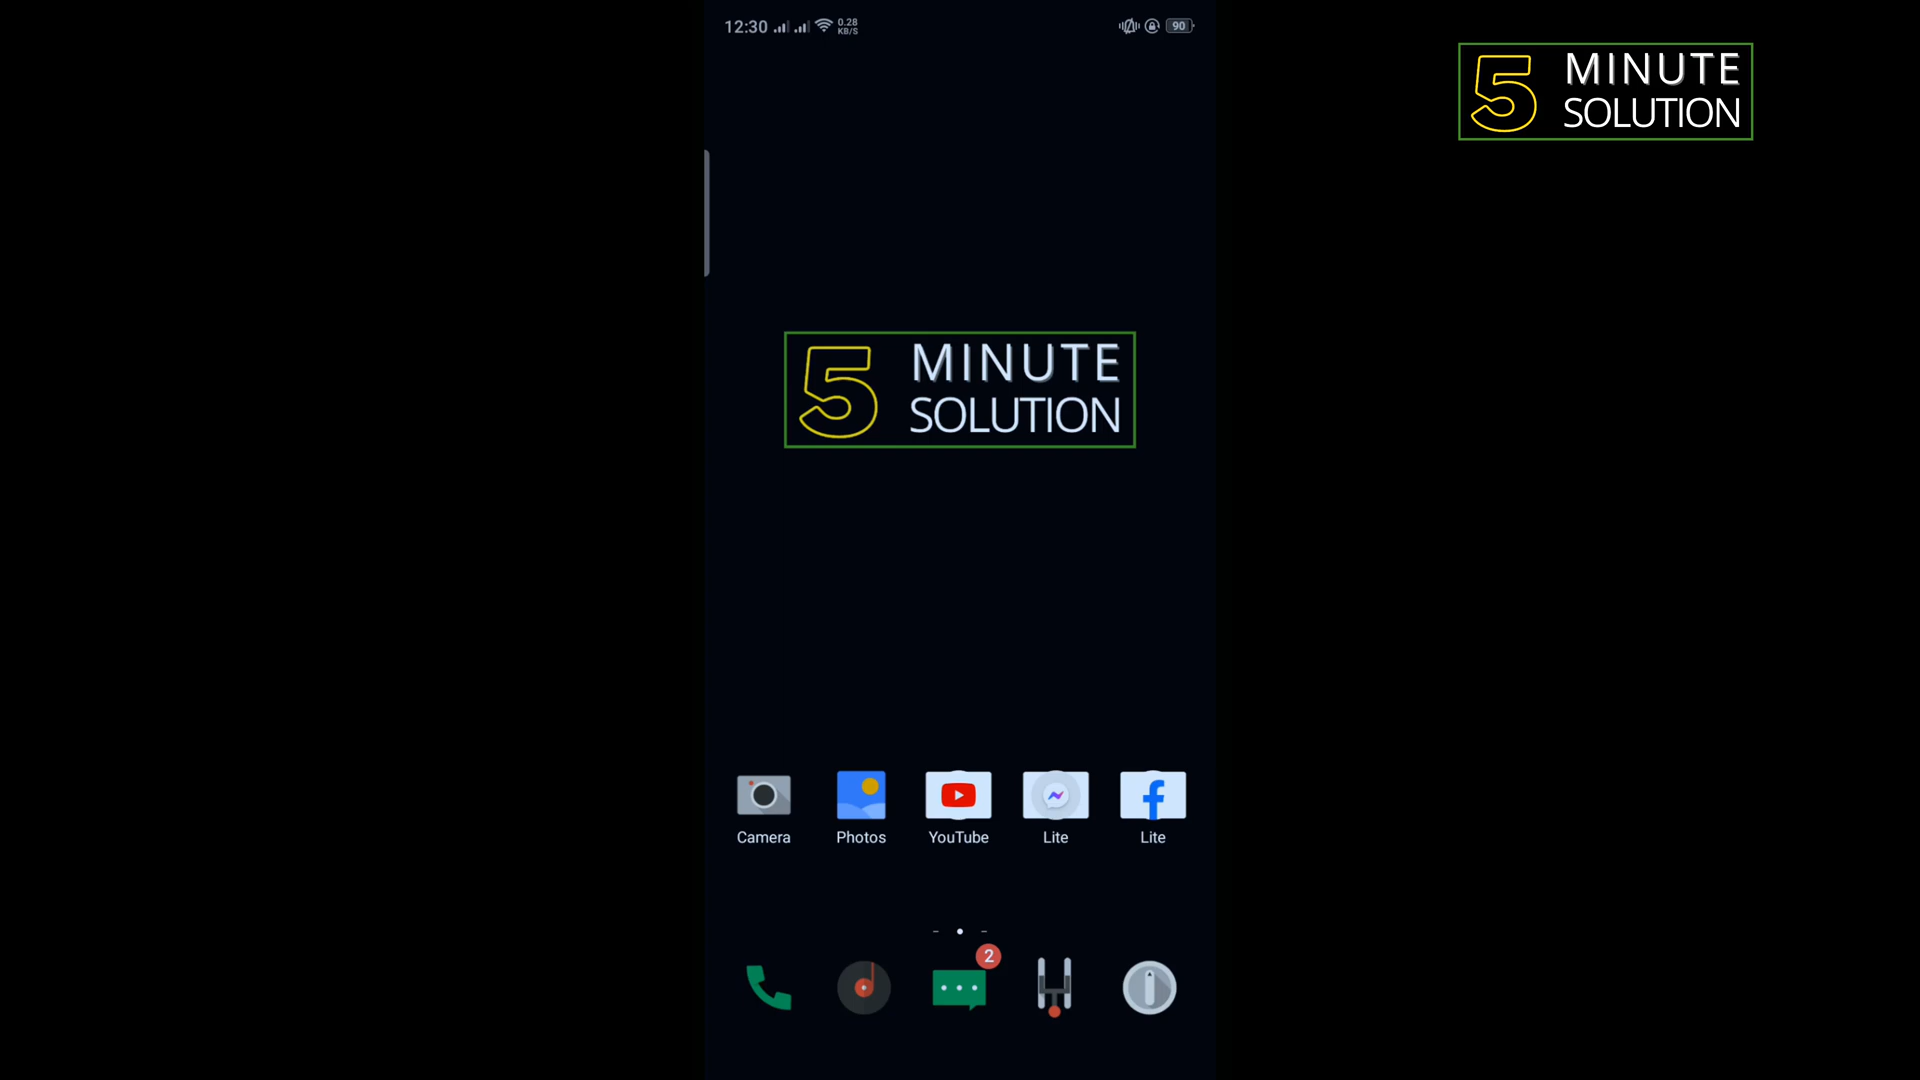 12:30 0.28 KB/S 90
5 MINUTE
SOLUTION
5 MINUTE
SOLUTION
Camera Photos YouTube Lite Lite
2